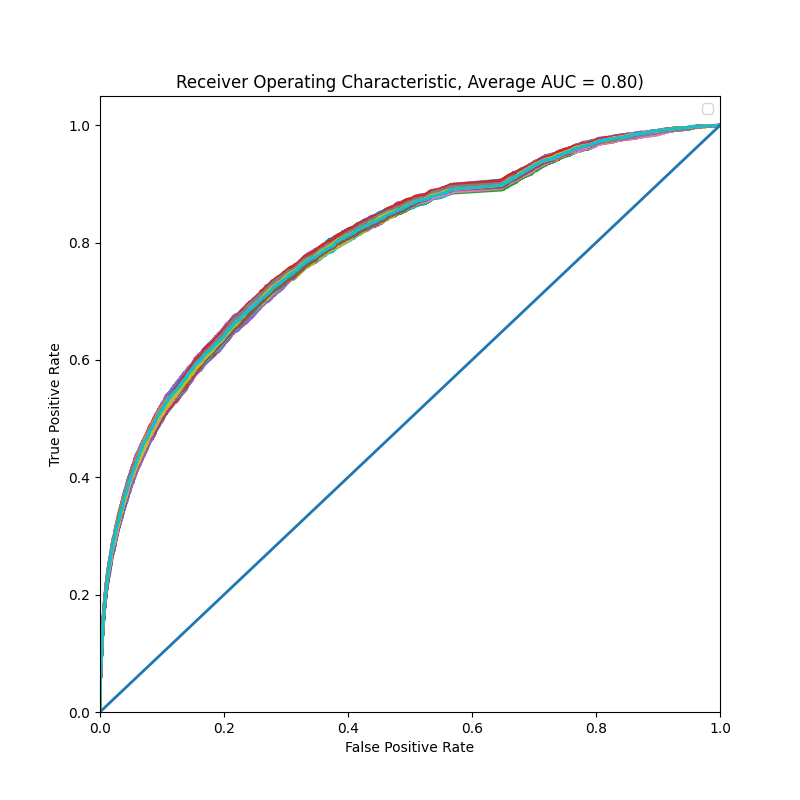 Receiver Operating Characteristic, Average AUC = 0.80)
1.0
0.8
0.6
0.4
0.2
0.0
True Positive Rate
0.0 0.2 0.4 0.6 0.8 1.0
False Positive Rate